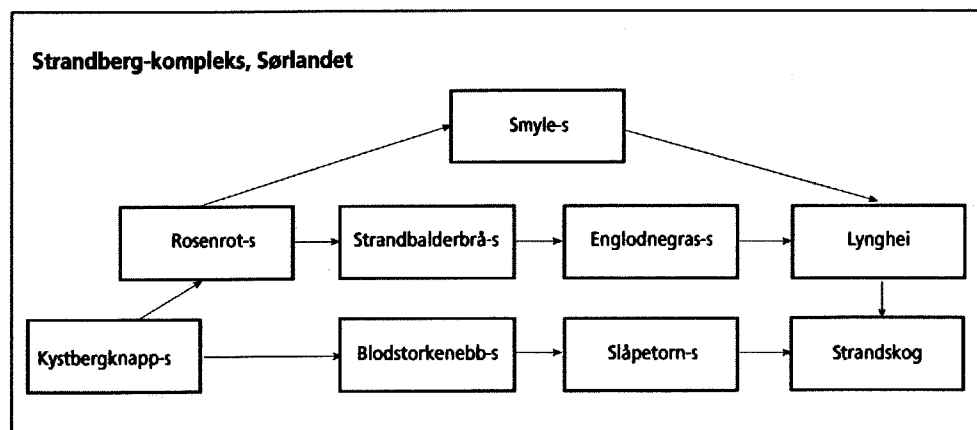 Strandberg-kompleks, Sørlandet
Smyle-s
Rosenrot-s
Strandbalderbrå-s
Englodnegras-s
Lynghei
Kystbergknapp-s
Blodstorkenebb-s
Slåpetorn-s
Strandskog